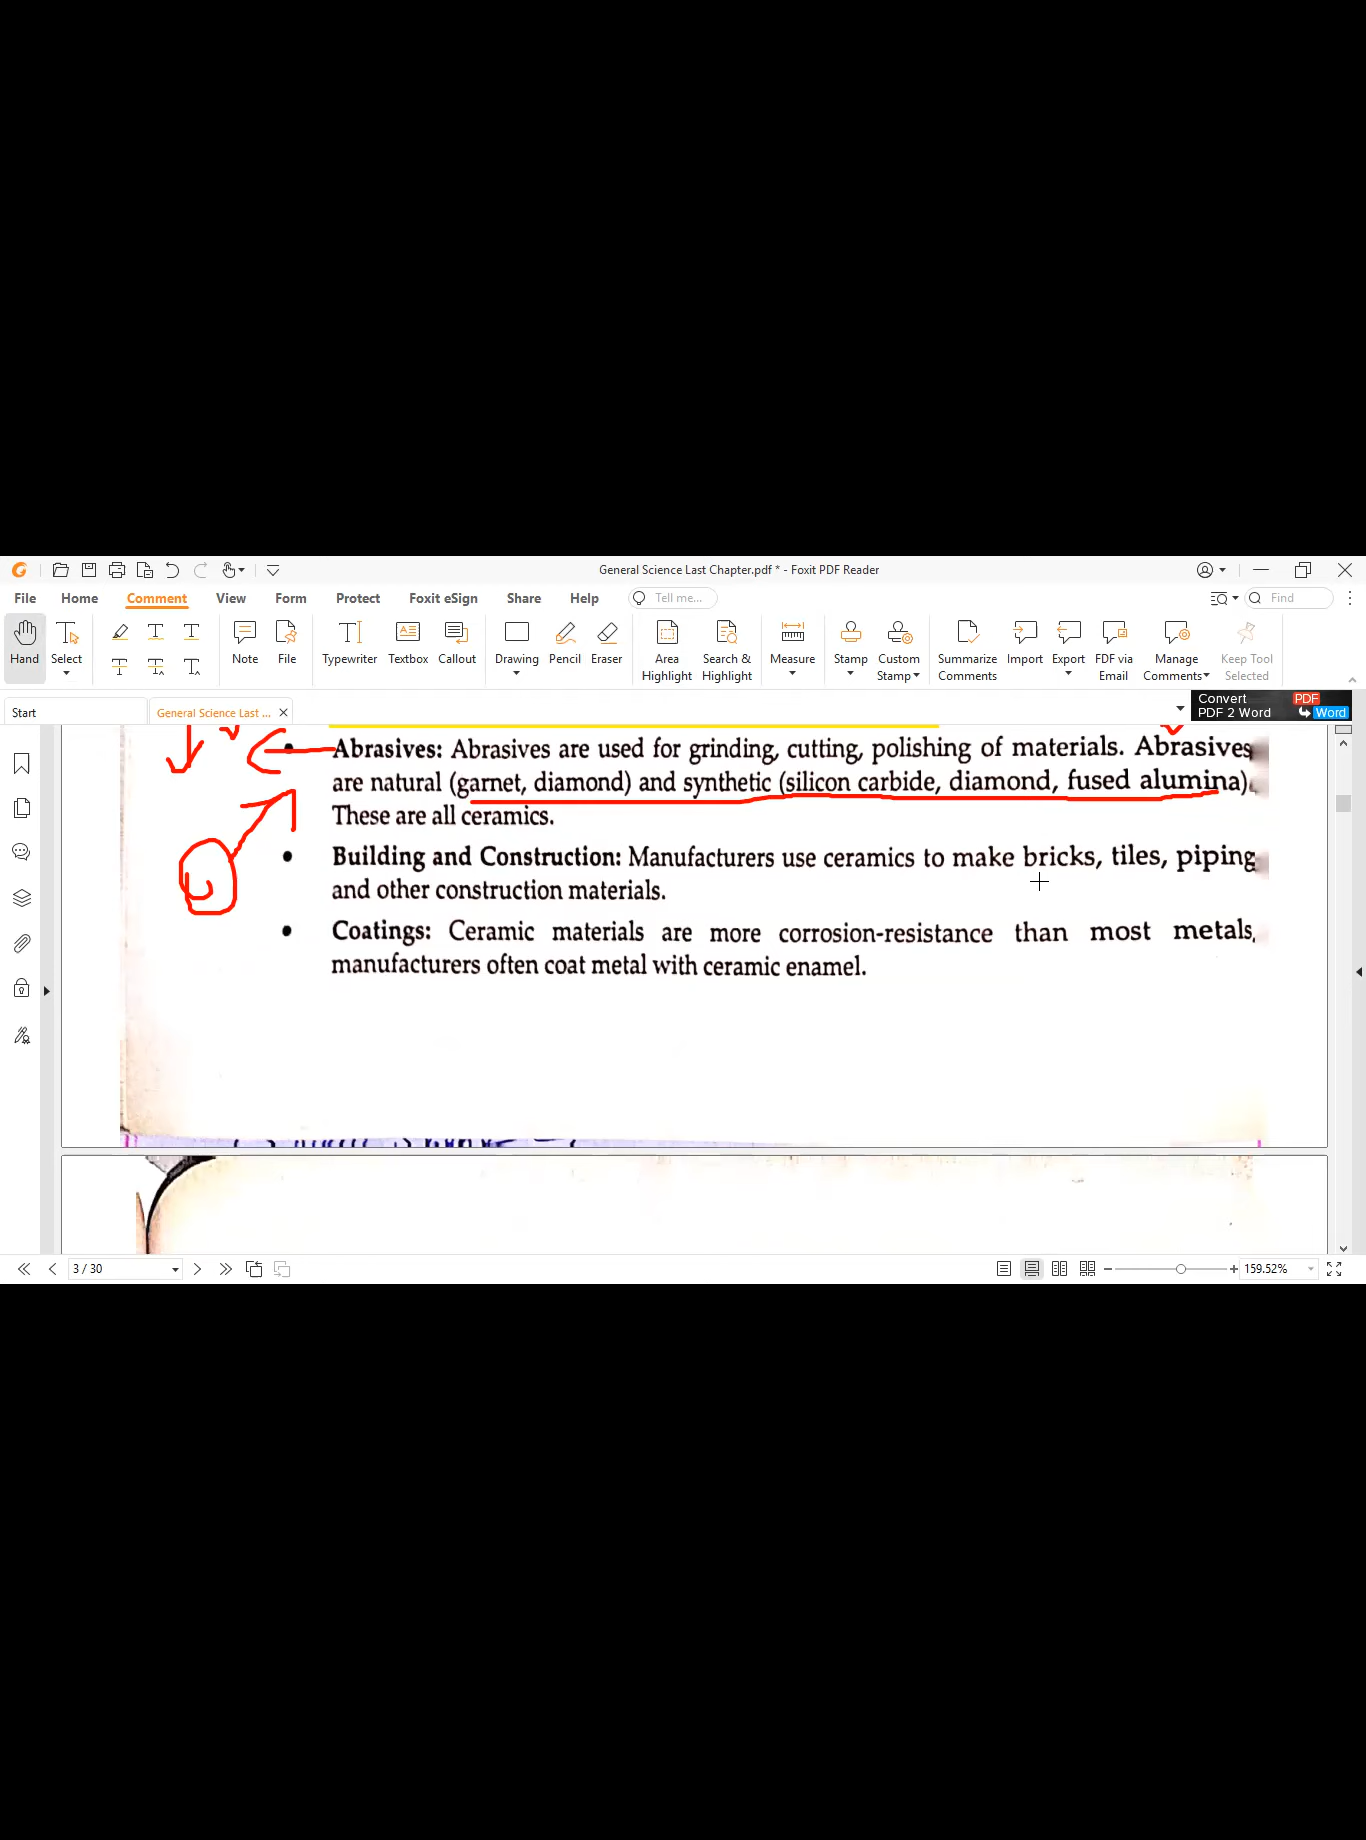 General Science Last Chapter.pdf * - Foxit PDF Reader
File Home Comment View Form Protect Foxit eSign Share Help Tell me... Find
Hand Select Note File Typewriter Textbox Callout Drawing Pencil Eraser Area Highlight Search & Highlight Measure Stamp Custom Stamp Summarize Comments Import Export FDF via Email Manage Comments Keep Tool Selected
Start General Science Last ... Convert PDF 2 Word PDF Word
• Abrasives: Abrasives are used for grinding, cutting, polishing of materials. Abrasives
are natural (garnet, diamond) and synthetic (silicon carbide, diamond, fused alumina).
These are all ceramics.
• Building and Construction: Manufacturers use ceramics to make bricks, tiles, piping
and other construction materials.
• Coatings: Ceramic materials are more corrosion-resistance than most metals,
manufacturers often coat metal with ceramic enamel.
3 / 30 159.52%